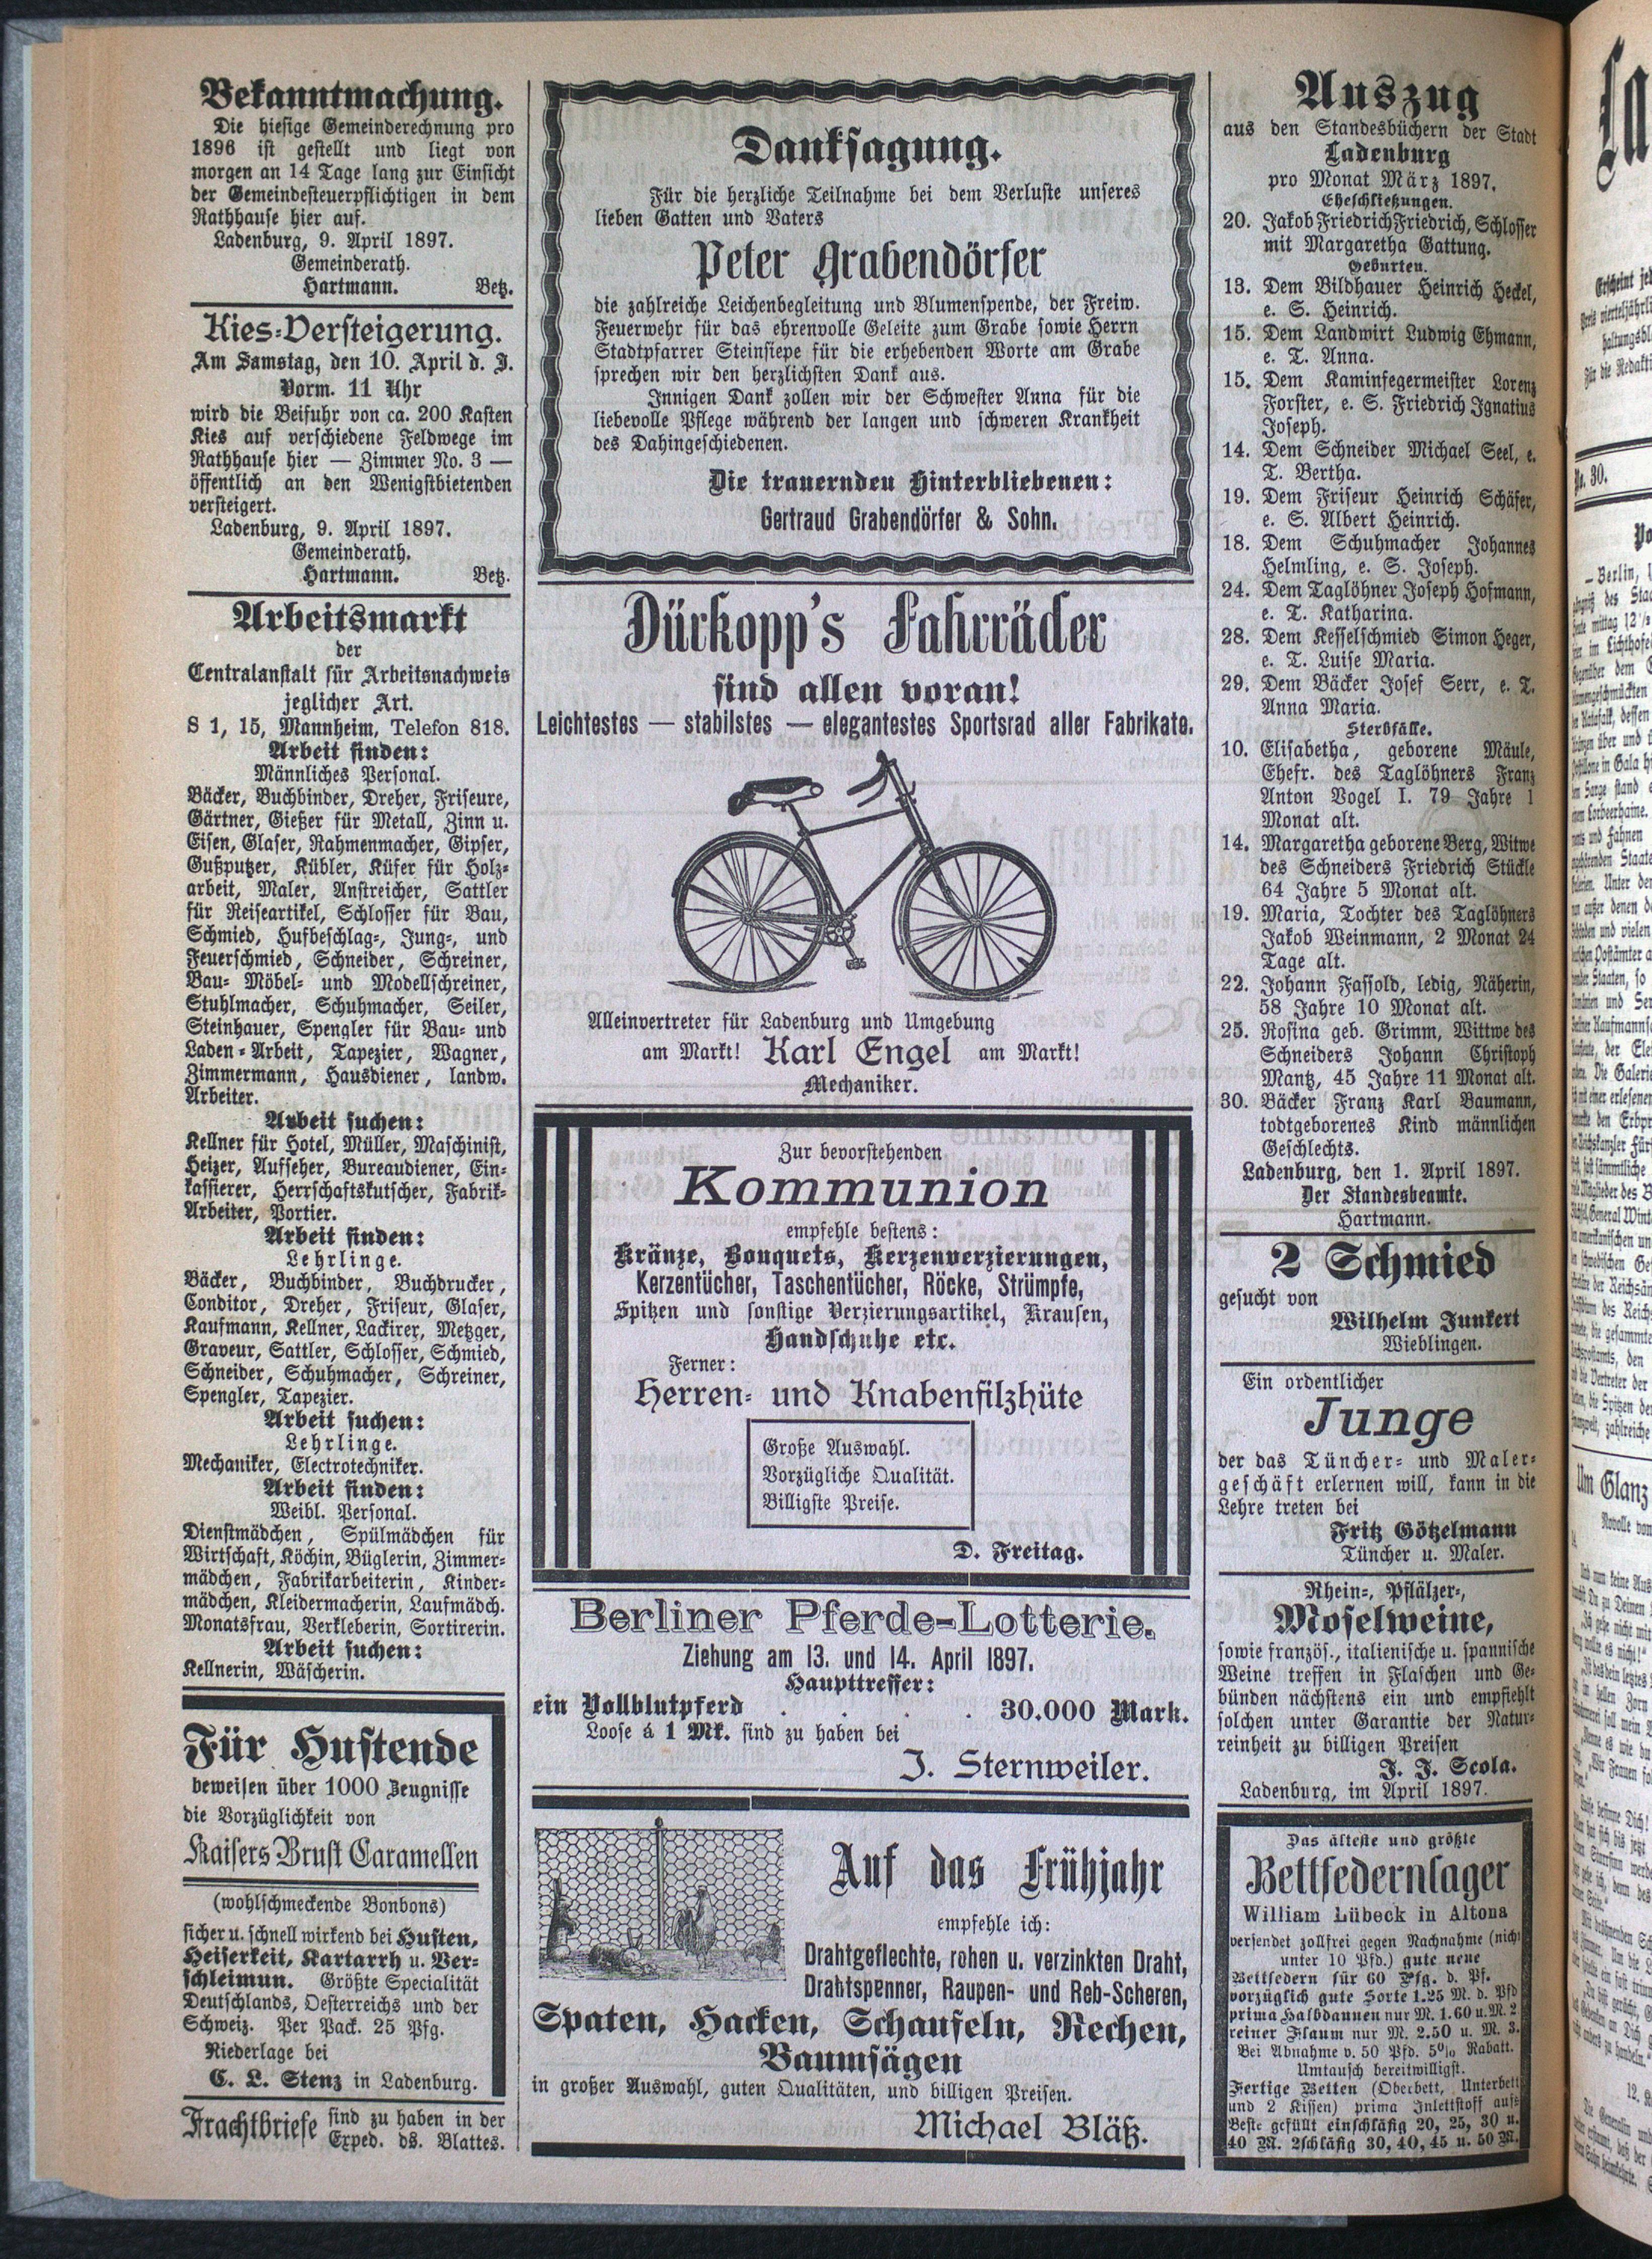 Bekanntmachung.
Die hiesige Gemeinderechnung pro
1896 ist gestellt und liegt von
morgen an 14 Tage lang zur Einsicht
der Gemeindesteuerpflichtigen in dem
Rathhause hier auf.
Ladenburg, 9. April 1897.
Gemeinderath.
Hartmann. Betz.
Kies-Versteigerung.
Am Samstag, den 10. April d. J.
Vorm. 11 Uhr
wird die Beifuhr von ca. 200 Kasten
Kies auf verschiedene Feldwege im
Rathhause hier — Zimmer No. 3 —
öffentlich an den Wenigstbietenden
versteigert.
Ladenburg, 9. April 1897.
Gemeinderath.
Hartmann. Betz.
Arbeitsmarkt
der
Centralanstalt für Arbeitsnachweis
jeglicher Art.
S 1, 15, Mannheim, Telefon 818.
Arbeit finden:
Männliches Personal.
Bäcker, Buchbinder, Dreher, Friseure,
Gärtner, Gießer für Metall, Zinn u.
Eisen, Glaser, Rahmenmacher, Gipser,
Gußputzer, Kübler, Küfer für Holz-
arbeit, Maler, Anstreicher, Sattler
für Reiseartikel, Schlosser für Bau,
Schmied, Hufbeschlag-, Jung-, und
Feuerschmied, Schneider, Schreiner,
Bau- Möbel- und Modellschreiner,
Stuhlmacher, Schuhmacher, Seiler,
Steinhauer, Spengler für Bau- und
Laden-Arbeit, Tapezier, Wagner,
Zimmermann, Hausdiener, landw.
Arbeiter.
Arbeit suchen:
Kellner für Hotel, Müller, Maschinist,
Heizer, Aufseher, Bureaudiener, Ein-
kassierer, Herrschaftskutscher, Fabrik-
Arbeiter, Portier.
Arbeit finden:
Lehrlinge.
Bäcker, Buchbinder, Buchdrucker,
Conditor, Dreher, Friseur, Glaser,
Kaufmann, Kellner, Lackirer, Metzger,
Graveur, Sattler, Schlosser, Schmied,
Schneider, Schuhmacher, Schreiner,
Spengler, Tapezier.
Arbeit suchen:
Lehrlinge.
Mechaniker, Electrotechniker.
Arbeit finden:
Weibl. Personal.
Dienstmädchen, Spülmädchen für
Wirtschaft, Köchin, Büglerin, Zimmer-
mädchen, Fabrikarbeiterin, Kinder-
mädchen, Kleidermacherin, Laufmädch.
Monatsfrau, Verkleberin, Sortirerin.
Arbeit suchen:
Kellnerin, Wäscherin.
Für Hustende
beweisen über 1000 Zeugnisse
die Vorzüglichkeit von
Kaisers Brust Caramellen
(wohlschmeckende Bonbons)
sicher u. schnell wirkend bei Husten,
Heiserkeit, Kartarrh u. Ver-
schleimun. Größte Specialität
Deutschlands, Oesterreichs und der
Schweiz. Per Pack. 25 Pfg.
Niederlage bei
C. L. Stenz in Ladenburg.
Frachtbriefe sind zu haben in der
Exped. ds. Blattes.
Danksagung.
Für die herzliche Teilnahme bei dem Verluste unseres
lieben Gatten und Vaters
Peter Grabendörfer
die zahlreiche Leichenbegleitung und Blumenspende, der Freiw.
Feuerwehr für das ehrenvolle Geleite zum Grabe sowie Herrn
Stadtpfarrer Steinsiepe für die erhebenden Worte am Grabe
sprechen wir den herzlichsten Dank aus.
Innigen Dank zollen wir der Schwester Anna für die
liebevolle Pflege während der langen und schweren Krankheit
des Dahingeschiedenen.
Die trauernden Hinterbliebenen:
Gertraud Grabendörfer & Sohn.
Dürkopp's Fahrräder
sind allen voran!
Leichtestes — stabilstes — elegantestes Sportsrad aller Fabrikate.
Alleinvertreter für Ladenburg und Umgebung
am Markt! Karl Engel am Markt!
Mechaniker.
Zur bevorstehenden
Kommunion
empfehle bestens:
Kränze, Bouquets, Kerzenverzierungen,
Kerzentücher, Taschentücher, Röcke, Strümpfe,
Spitzen und sonstige Verzierungsartikel, Krausen,
Handschuhe etc.
Ferner:
Herren- und Knabenfilzhüte
Große Auswahl.
Vorzügliche Qualität.
Billigste Preise.
D. Freitag.
Berliner Pferde-Lotterie.
Ziehung am 13. und 14. April 1897.
Haupttreffer:
ein Vollblutpferd . . . . 30.000 Mark.
Loose á 1 Mk. sind zu haben bei
J. Sternweiler.
Auf das Frühjahr
empfehle ich:
Drahtgeflechte, rohen u. verzinkten Draht,
Drahtspenner, Raupen- und Reb-Scheren,
Spaten, Hacken, Schaufeln, Rechen,
Baumsägen
in großer Auswahl, guten Qualitäten, und billigen Preisen.
Michael Bläß.
Auszug
aus den Standesbüchern der Stadt
Ladenburg
pro Monat März 1897,
Eheschließungen.
20. Jakob Friedrich Friedrich, Schlosser
mit Margaretha Gattung.
Geburten.
13. Dem Bildhauer Heinrich Heckel,
e. S. Heinrich.
15. Dem Landwirt Ludwig Ehmann,
e. T. Anna.
15. Dem Kaminfegermeister Lorenz
Forster, e. S. Friedrich Ignatius
Joseph.
14. Dem Schneider Michael Seel, e.
T. Bertha.
19. Dem Friseur Heinrich Schäfer,
e. S. Albert Heinrich.
18. Dem Schuhmacher Johannes
Helmling, e. S. Joseph.
24. Dem Taglöhner Joseph Hofmann,
e. T. Katharina.
28. Dem Kesselschmied Simon Heger,
e. T. Luise Maria.
29. Dem Bäcker Josef Serr, e. T.
Anna Maria.
Sterbfälle.
10. Elisabetha, geborene Mäule,
Ehefr. des Taglöhners Franz
Anton Vogel I. 79 Jahre 1
Monat alt.
14. Margaretha geborene Berg, Witwe
des Schneiders Friedrich Stückle
64 Jahre 5 Monat alt.
19. Maria, Tochter des Taglöhners
Jakob Weinmann, 2 Monat 24
Tage alt.
22. Johann Fassold, ledig, Näherin,
58 Jahre 10 Monat alt.
25. Rosina geb. Grimm, Wittwe des
Schneiders Johann Christoph
Mantz, 45 Jahre 11 Monat alt.
30. Bäcker Franz Karl Baumann,
todtgeborenes Kind männlichen
Geschlechts.
Ladenburg, den 1. April 1897.
Der Standesbeamte.
Hartmann.
2 Schmied
gesucht von
Wilhelm Junkert
Wieblingen.
Ein ordentlicher
Junge
der das Tüncher- und Maler-
geschäft erlernen will, kann in die
Lehre treten bei
Fritz Götzelmann
Tüncher u. Maler.
Rhein-, Pfälzer-,
Moselweine,
sowie französ., italienische u. spannische
Weine treffen in Flaschen und Ge-
bünden nächstens ein und empfiehlt
solchen unter Garantie der Natur-
reinheit zu billigen Preisen
J. J. Scola.
Ladenburg, im April 1897.
Das älteste und größte
Bettfedernlager
William Lübeck in Altona
versendet zollfrei gegen Nachnahme (nicht
unter 10 Pfd.) gute neue
Bettfedern für 60 Pfg. d. Pf.
vorzüglich gute Sorte 1.25 M. d. Pfd
prima Halbdaunen nur M. 1.60 u. M. 2
reiner Flaum nur M. 2.50 u. M. 3.
Bei Abnahme v. 50 Pfd. 5% Rabatt.
Umtausch bereitwilligst.
Fertige Betten (Oberbett, Unterbett
und 2 Kissen) prima Inlettstoff aufs
Beste gefüllt einschläfig 20, 25, 30 u.
40 M. 2schläfig 30, 40, 45 u. 50 M.
La
No. 30.